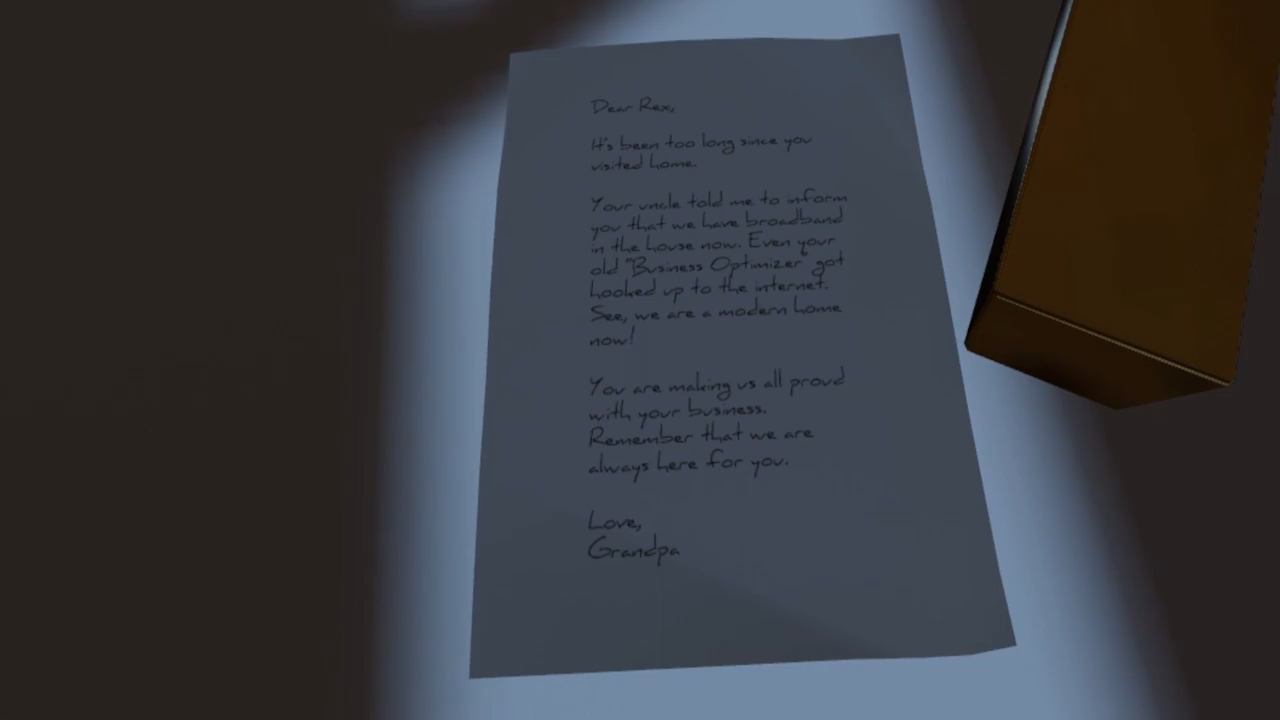 Dear Rex,
It's been too long since you
visited home.
Your uncle told me to inform
you that we have broadband
in the house now. Even your
old "Business Optimizer" got
hooked up to the internet.
See, we are a modern home
now!
You are making us all proud
with your business.
Remember that we are
always here for you.
Love,
Grandpa